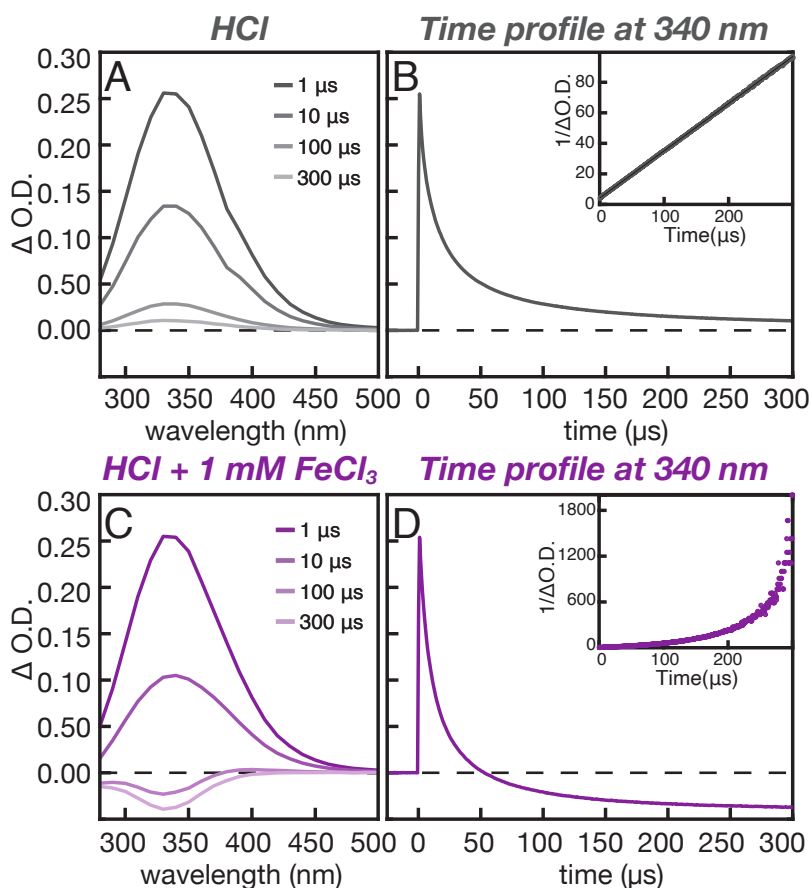 HCl
Time profile at 340 nm
A
1 µs
10 µs
100 µs
300 µs
0.30
0.25
0.20
0.15
0.10
0.50
0.00
Δ O.D.
300 350 400 450 500
wavelength (nm)
B
80
60
40
20
0
1/ΔO.D.
0 100 200
Time(µs)
0 50 100 150 200 250 300
time (µs)
HCl + 1 mM FeCl₃
Time profile at 340 nm
C
1 µs
10 µs
100 µs
300 µs
0.30
0.25
0.20
0.15
0.10
0.50
0.00
Δ O.D.
300 350 400 450 500
wavelength (nm)
D
1800
1200
600
0
1/ΔO.D.
0 100 200
Time(µs)
0 50 100 150 200 250 300
time (µs)